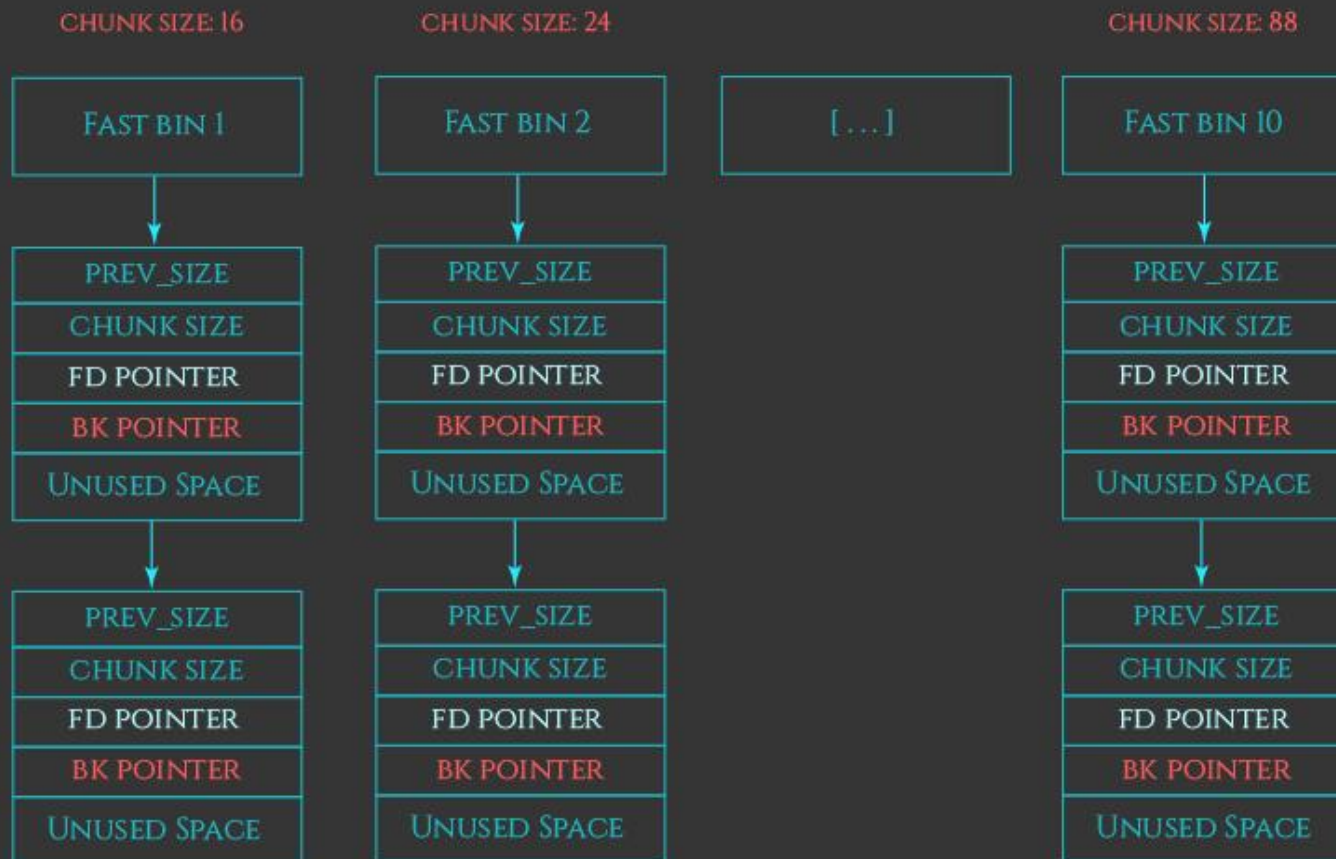 CHUNK SIZE: 16
CHUNK SIZE: 24
CHUNK SIZE: 88
FAST BIN 1
FAST BIN 2
[...]
FAST BIN 10
PREV_SIZE
CHUNK SIZE
FD POINTER
BK POINTER
UNUSED SPACE
PREV_SIZE
CHUNK SIZE
FD POINTER
BK POINTER
UNUSED SPACE
PREV_SIZE
CHUNK SIZE
FD POINTER
BK POINTER
UNUSED SPACE
PREV_SIZE
CHUNK SIZE
FD POINTER
BK POINTER
UNUSED SPACE
PREV_SIZE
CHUNK SIZE
FD POINTER
BK POINTER
UNUSED SPACE
PREV_SIZE
CHUNK SIZE
FD POINTER
BK POINTER
UNUSED SPACE